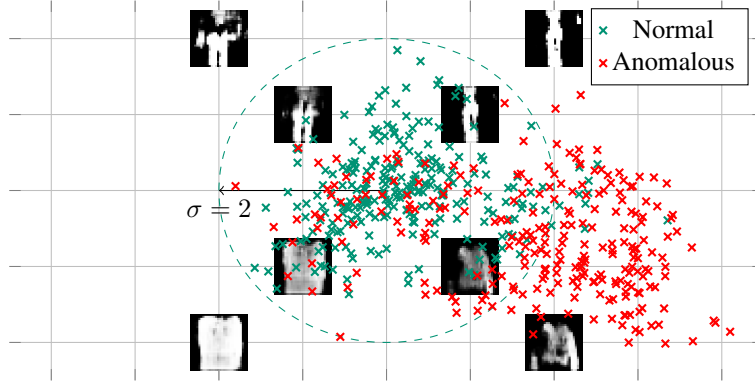 Normal
Anomalous
σ = 2